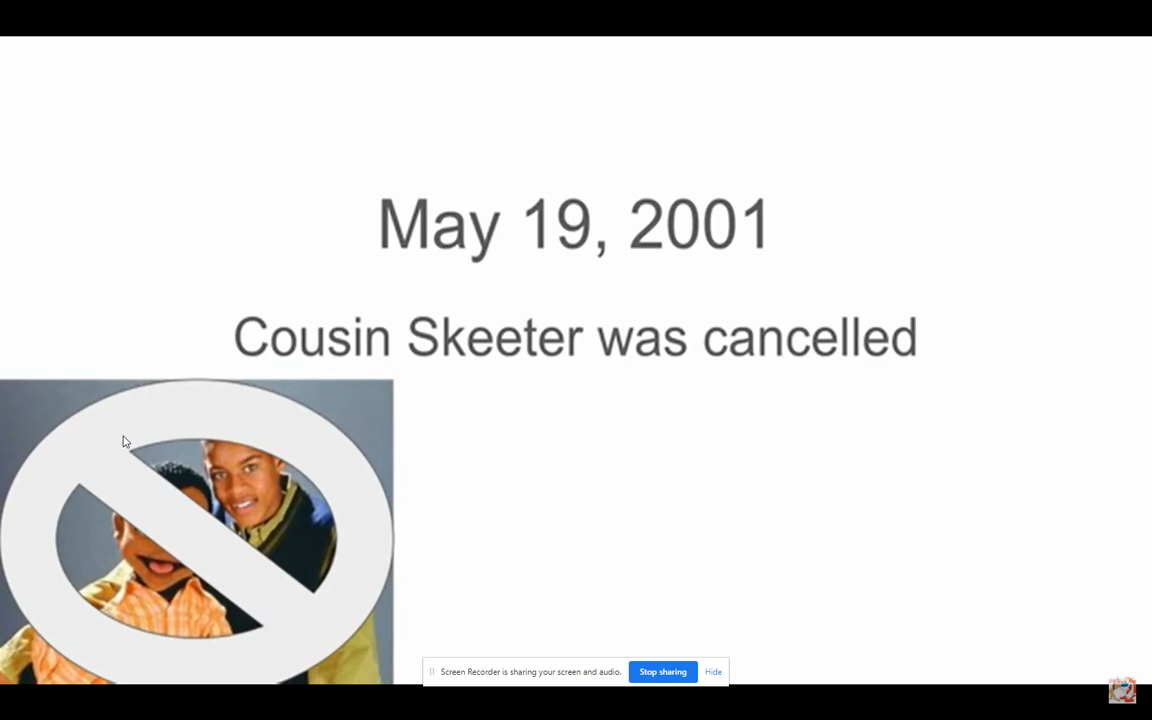 May 19, 2001
Cousin Skeeter was cancelled
Screen Recorder is sharing your screen and audio. Stop sharing Hide